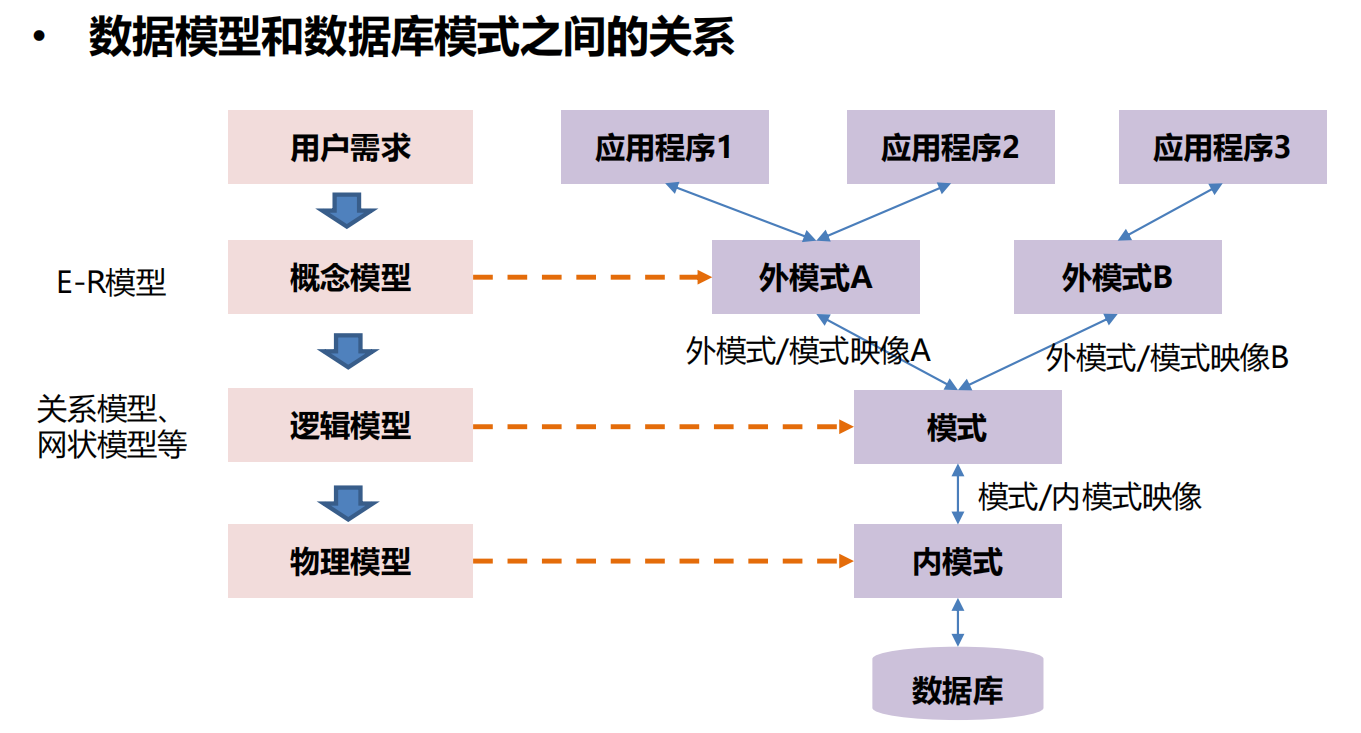 • 数据模型和数据库模式之间的关系
用户需求
应用程序1
应用程序2
应用程序3
E-R模型
概念模型
外模式A
外模式B
外模式/模式映像A
外模式/模式映像B
关系模型、
网状模型等
逻辑模型
模式
模式/内模式映像
物理模型
内模式
数据库